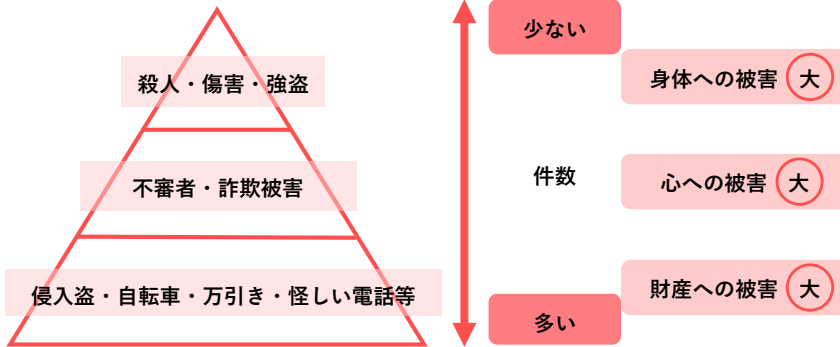 殺人・傷害・強盗
不審者・詐欺被害
侵入盗・自転車・万引き・怪しい電話等
少ない
件数
多い
身体への被害 大
心への被害 大
財産への被害 大